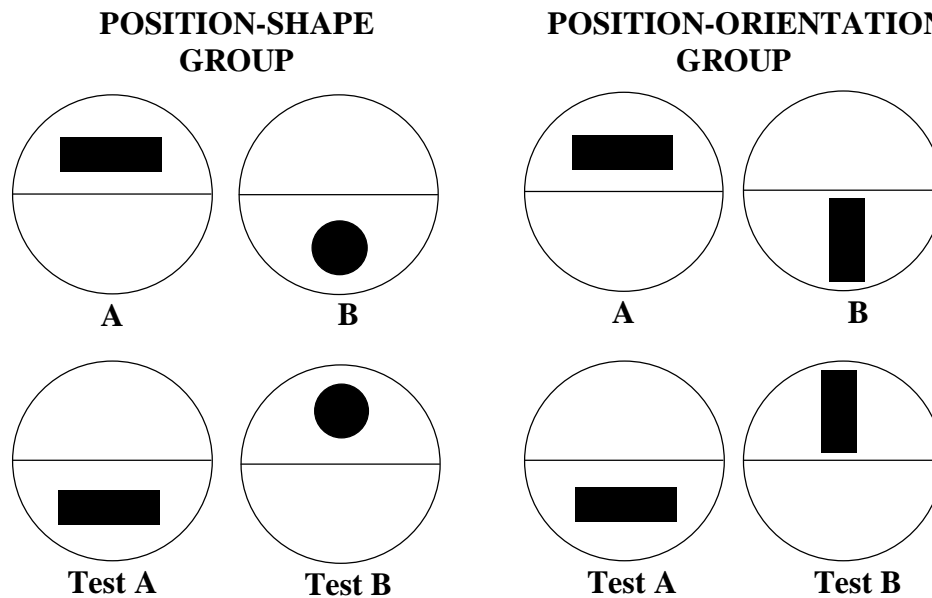 POSITION-SHAPE
GROUP
A
B
Test A
Test B
POSITION-ORIENTATION
GROUP
A
B
Test A
Test B